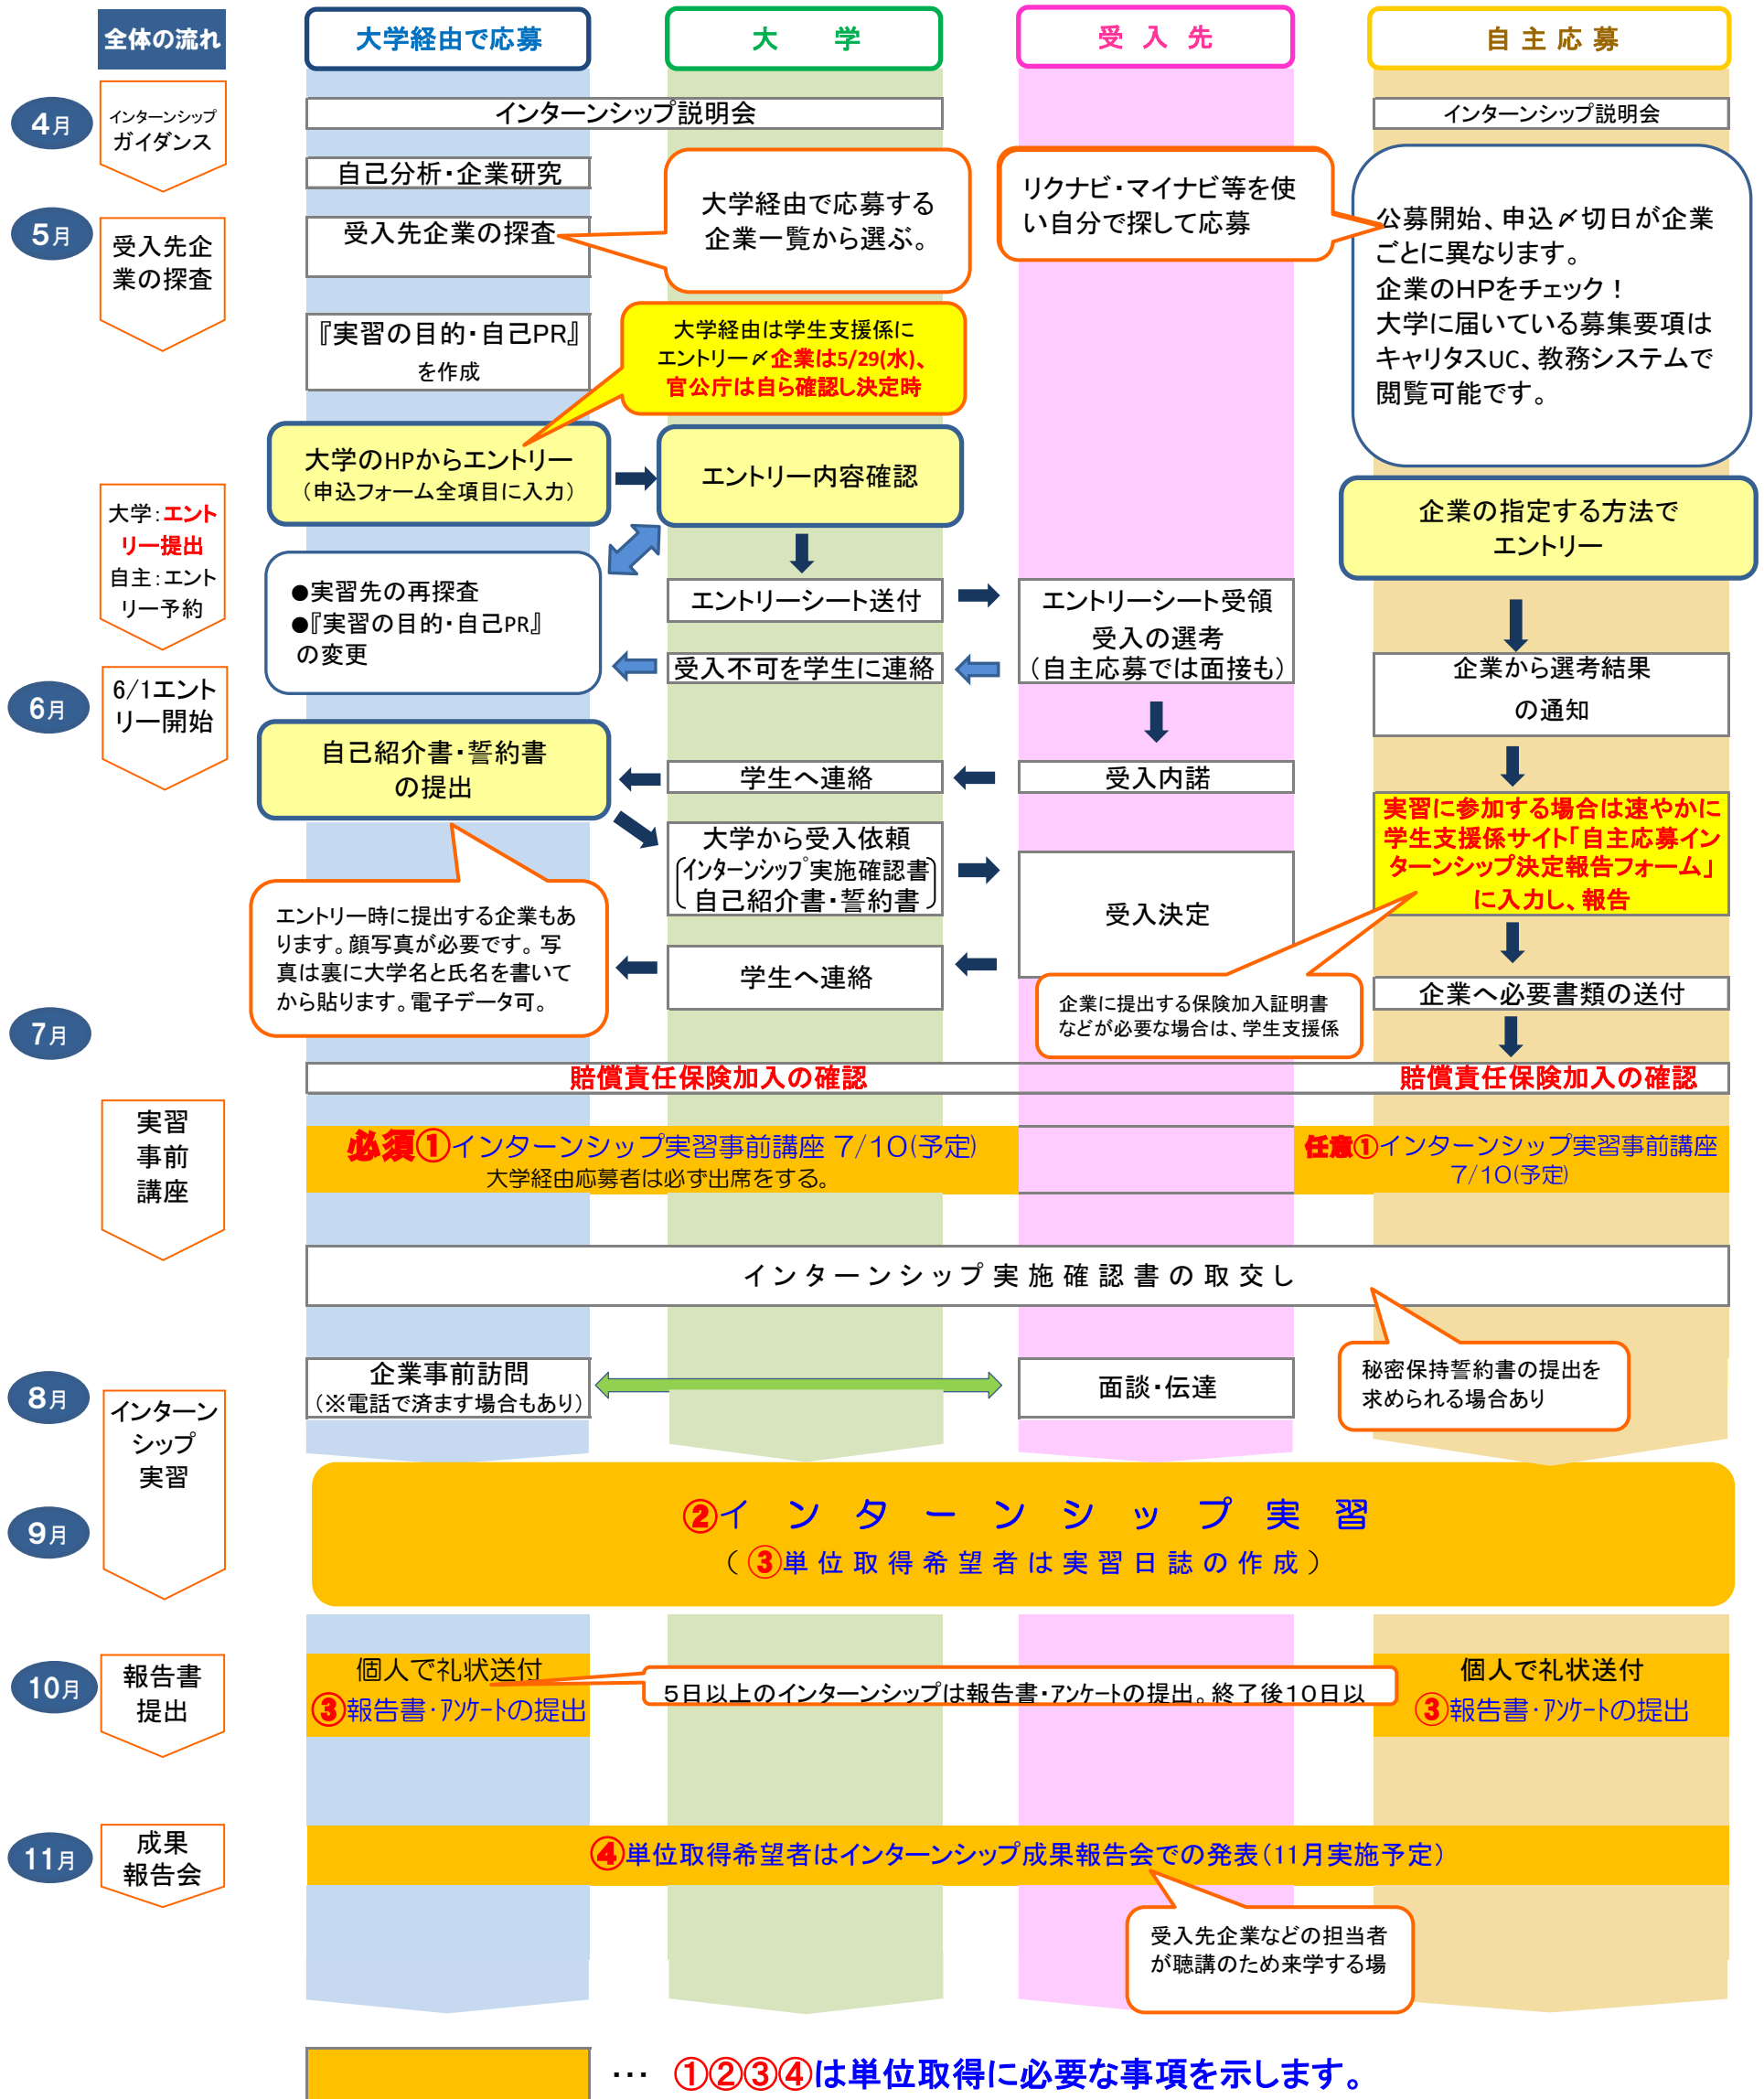 全体の流れ
大学経由で応募
大　学
受 入 先
自 主 応 募
4月
インターンシップ
ガイダンス
インターンシップ説明会
インターンシップ説明会
自己分析・企業研究
大学経由で応募する
企業一覧から選ぶ。
リクナビ・マイナビ等を使
い自分で探して応募
公募開始、申込〆切日が企業
ごとに異なります。
企業のHPをチェック！
大学に届いている募集要項は
キャリタスUC、教務システムで
閲覧可能です。
5月
受入先企
業の探査
受入先企業の探査
『実習の目的・自己PR』
を作成
大学経由は学生支援係に
エントリー〆企業は5/29(水)、
官公庁は自ら確認し決定時
大学のHPからエントリー
（申込フォーム全項目に入力）
エントリー内容確認
企業の指定する方法で
エントリー
大学：エント
リー提出
自主：エント
リー予約
●実習先の再探査
●『実習の目的・自己PR』
の変更
エントリーシート送付
エントリーシート受領
受入の選考
（自主応募では面接も）
受入不可を学生に連絡
企業から選考結果
の通知
6月
6/1エント
リー開始
自己紹介書・誓約書
の提出
学生へ連絡
受入内諾
実習に参加する場合は速やかに
学生支援係サイト「自主応募イン
ターンシップ決定報告フォーム」
に入力し、報告
大学から受入依頼
インターンシップ実施確認書
自己紹介書・誓約書
受入決定
エントリー時に提出する企業もあ
ります。顔写真が必要です。写
真は裏に大学名と氏名を書いて
から貼ります。電子データ可。
学生へ連絡
企業に提出する保険加入証明書
などが必要な場合は、学生支援係
企業へ必要書類の送付
7月
賠償責任保険加入の確認
賠償責任保険加入の確認
実習
事前
講座
必須①インターンシップ実習事前講座 7/10(予定)
大学経由応募者は必ず出席をする。
任意①インターンシップ実習事前講座
7/10(予定)
インターンシップ実施確認書の取交し
秘密保持誓約書の提出を
求められる場合あり
8月
インターン
シップ
実習
企業事前訪問
（※電話で済ます場合もあり）
面談・伝達
9月
②インターンシップ実習
（③単位取得希望者は実習日誌の作成）
10月
報告書
提出
個人で礼状送付
③報告書・アンケートの提出
5日以上のインターンシップは報告書・アンケートの提出。終了後10日以
個人で礼状送付
③報告書・アンケートの提出
11月
成果
報告会
④単位取得希望者はインターンシップ成果報告会での発表（11月実施予定）
受入先企業などの担当者
が聴講のため来学する場
… ①②③④は単位取得に必要な事項を示します。